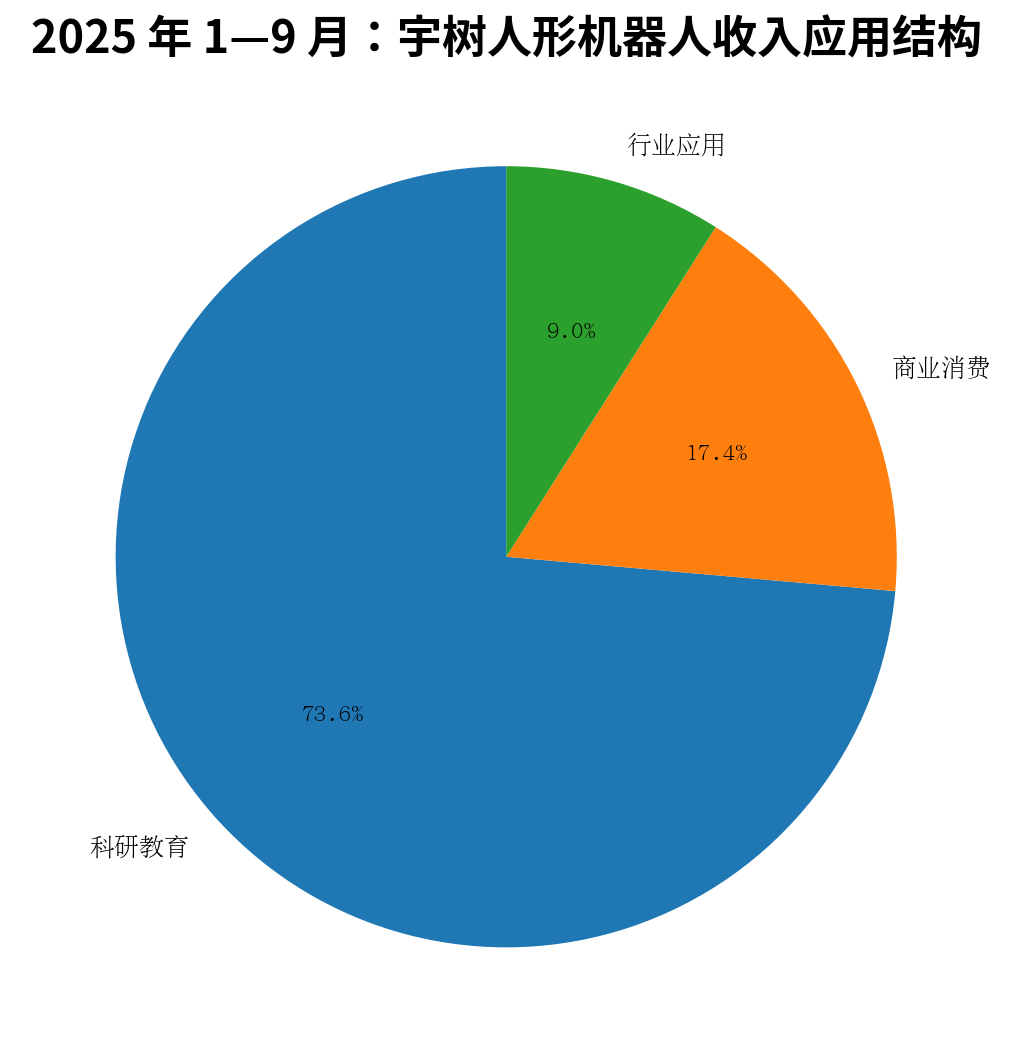 2025 年 1—9 月：宇树人形机器人收入应用结构
行业应用
9.0%
商业消费
17.4%
73.6%
科研教育